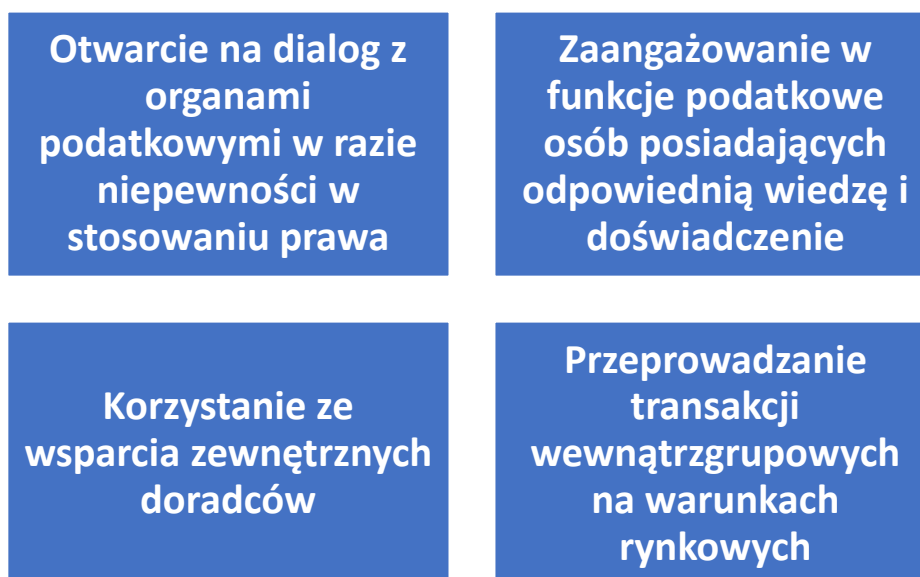 Otwarcie na dialog z
organami
podatkowymi w razie
niepewności w
stosowaniu prawa
Zaangażowanie w
funkcje podatkowe
osób posiadających
odpowiednią wiedzę i
doświadczenie
Korzystanie ze
wsparcia zewnętrznych
doradców
Przeprowadzanie
transakcji
wewnątrzgrupowych
na warunkach
rynkowych